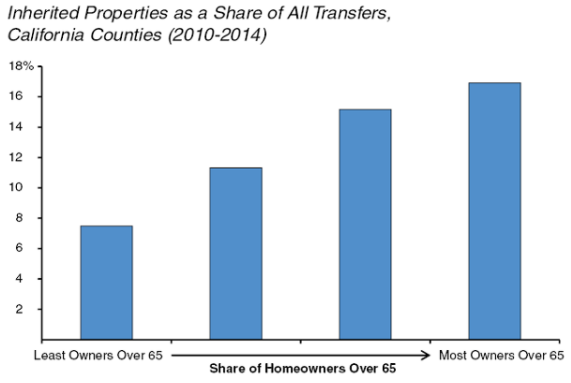 Inherited Properties as a Share of All Transfers,
California Counties (2010-2014)
18%
16
14
12
10
8
6
4
2
Least Owners Over 65
Most Owners Over 65
Share of Homeowners Over 65